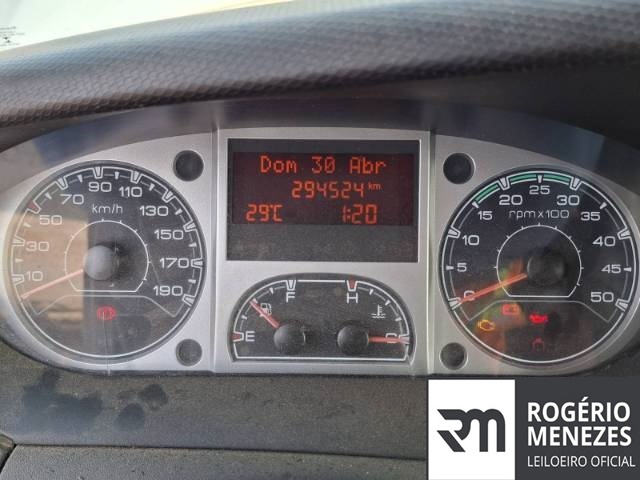 Dom 30 Abr
294524 km
29°C 1:20
10 30 50 70 90 110 130 150 170 190
km/h
E F
H C
0 5 10 15 20 25 30 35 40 45 50
rpm x 100
RM
ROGÉRIO
MENEZES
LEILOEIRO OFICIAL